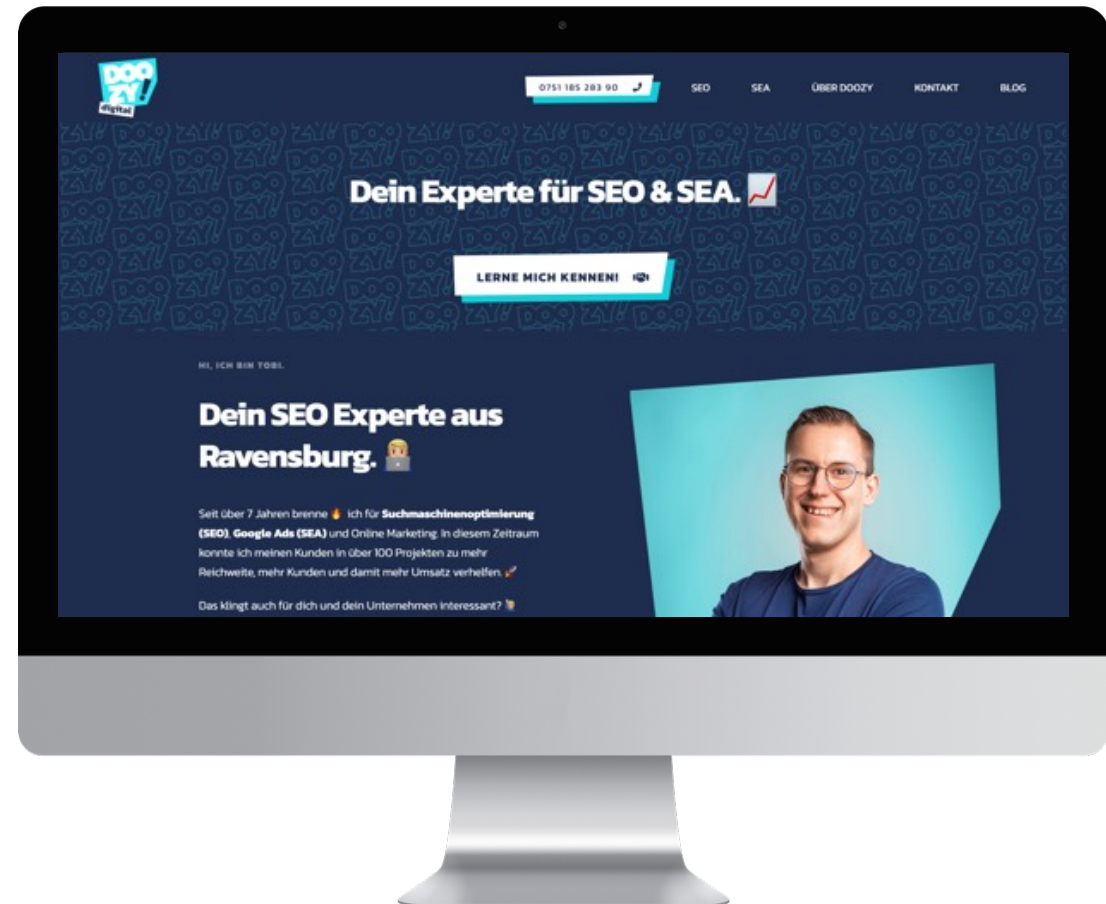 DOO
ZY!
digital
0751 185 283 90
SEO
SEA
ÜBER DOOZY
KONTAKT
BLOG
Dein Experte für SEO & SEA. 📈
LERNE MICH KENNEN!
HI, ICH BIN TOBI.
Dein SEO Experte aus
Ravensburg. 👨🏼‍💻
Seit über 7 Jahren brenne 🔥 ich für Suchmaschinenoptimierung
(SEO), Google Ads (SEA) und Online Marketing. In diesem Zeitraum
konnte ich meinen Kunden in über 100 Projekten zu mehr
Reichweite, mehr Kunden und damit mehr Umsatz verhelfen. 🚀
Das klingt auch für dich und dein Unternehmen interessant? 🙋🏼‍♂️